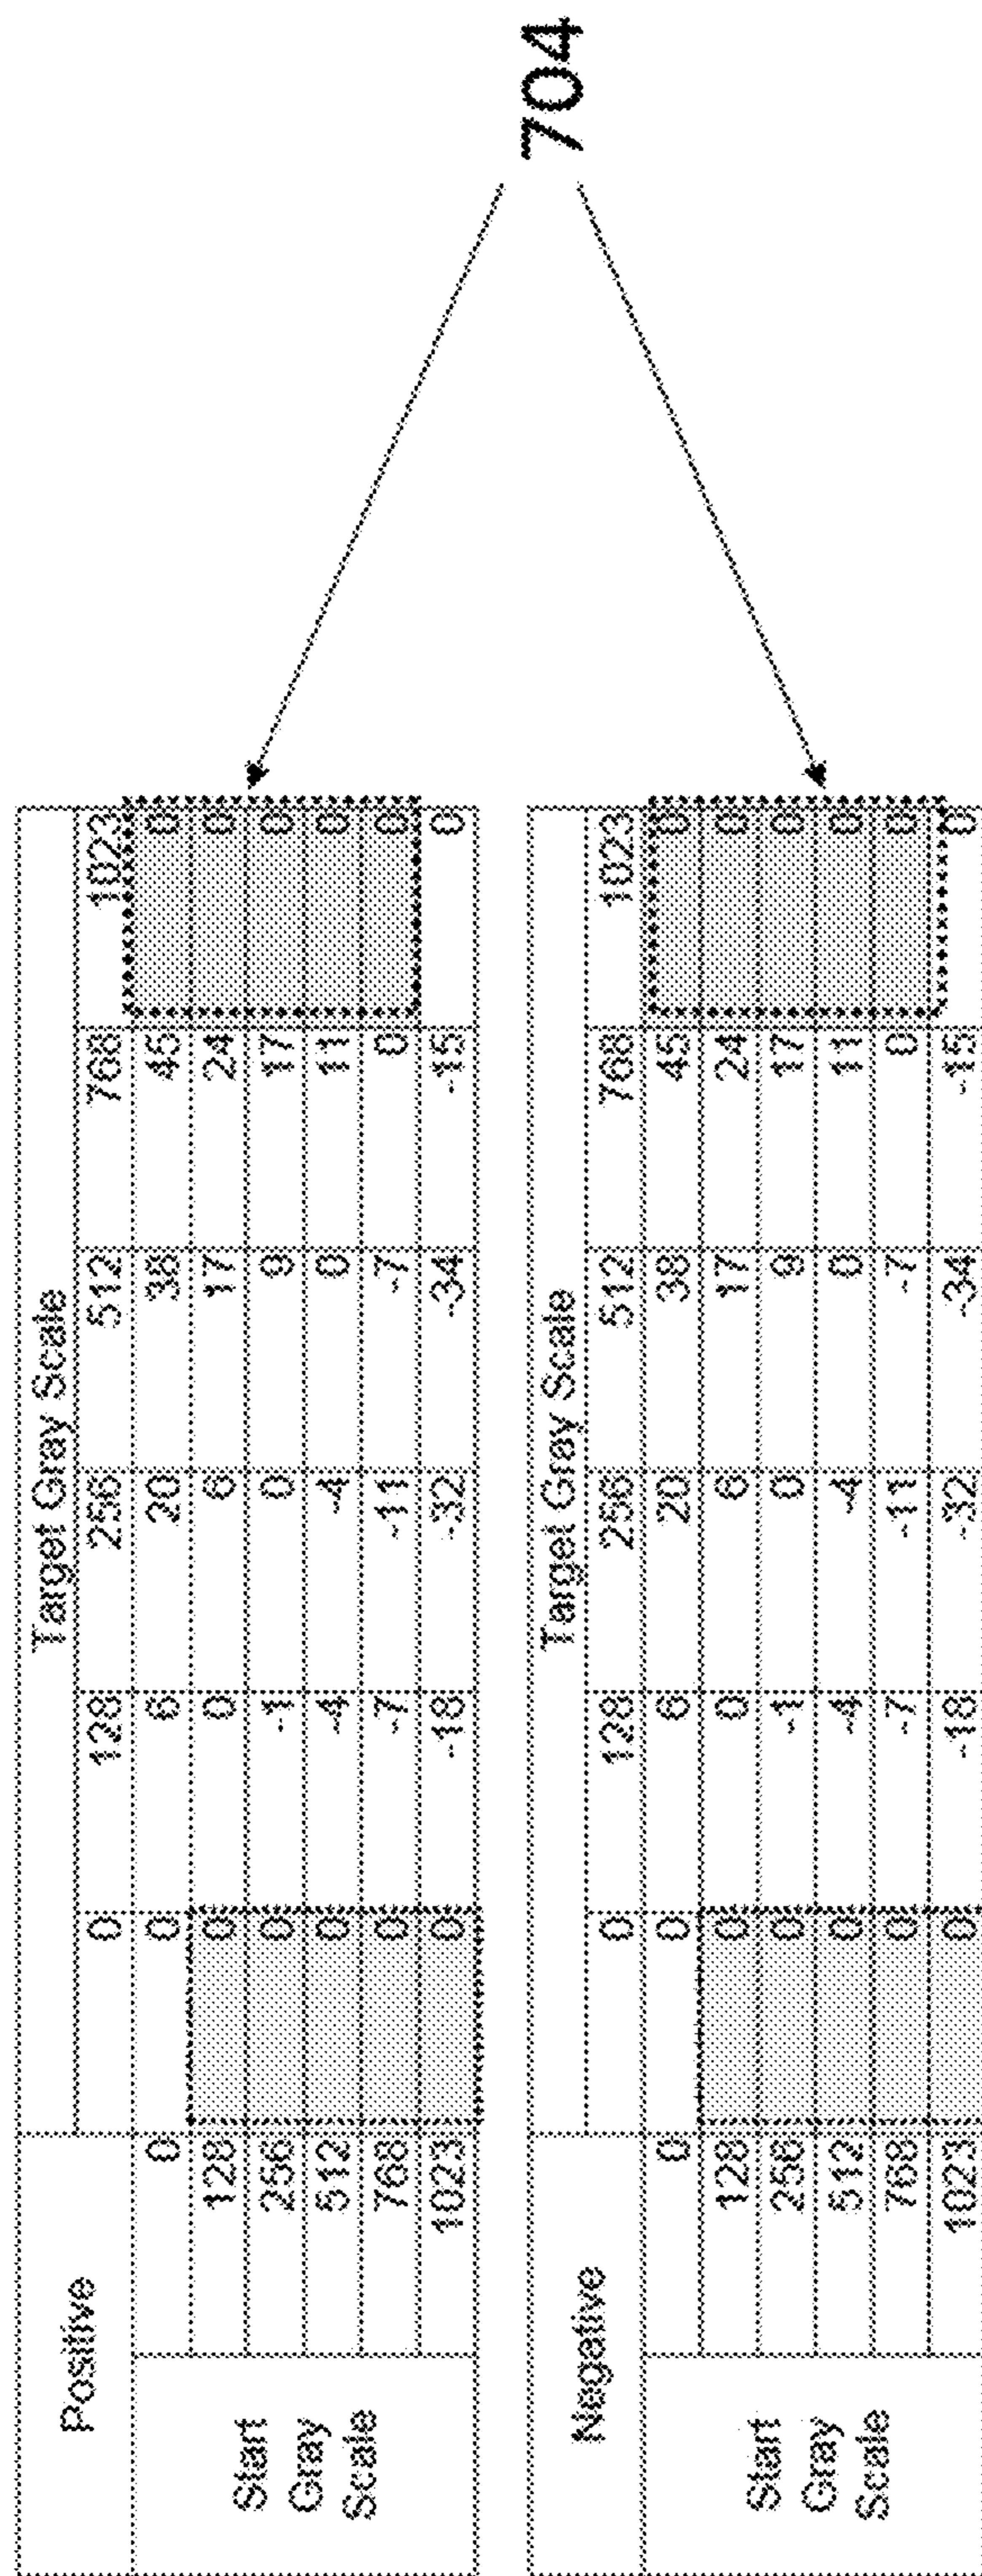 Positive Target Gray Scale
0 128 256 512 768 1023
Start Gray Scale 0 0 6 20 38 45 0
128 0 0 6 17 24 0
256 0 -1 0 9 17 0
512 0 -4 -4 0 11 0
768 0 -7 -11 -7 0 0
1023 0 -18 -32 -34 -15 0
Negative Target Gray Scale
0 128 256 512 768 1023
Start Gray Scale 0 0 6 20 38 45 0
128 0 0 6 17 24 0
256 0 -1 0 9 17 0
512 0 -4 -4 0 11 0
768 0 -7 -11 -7 0 0
1023 0 -18 -32 -34 -15 0
704